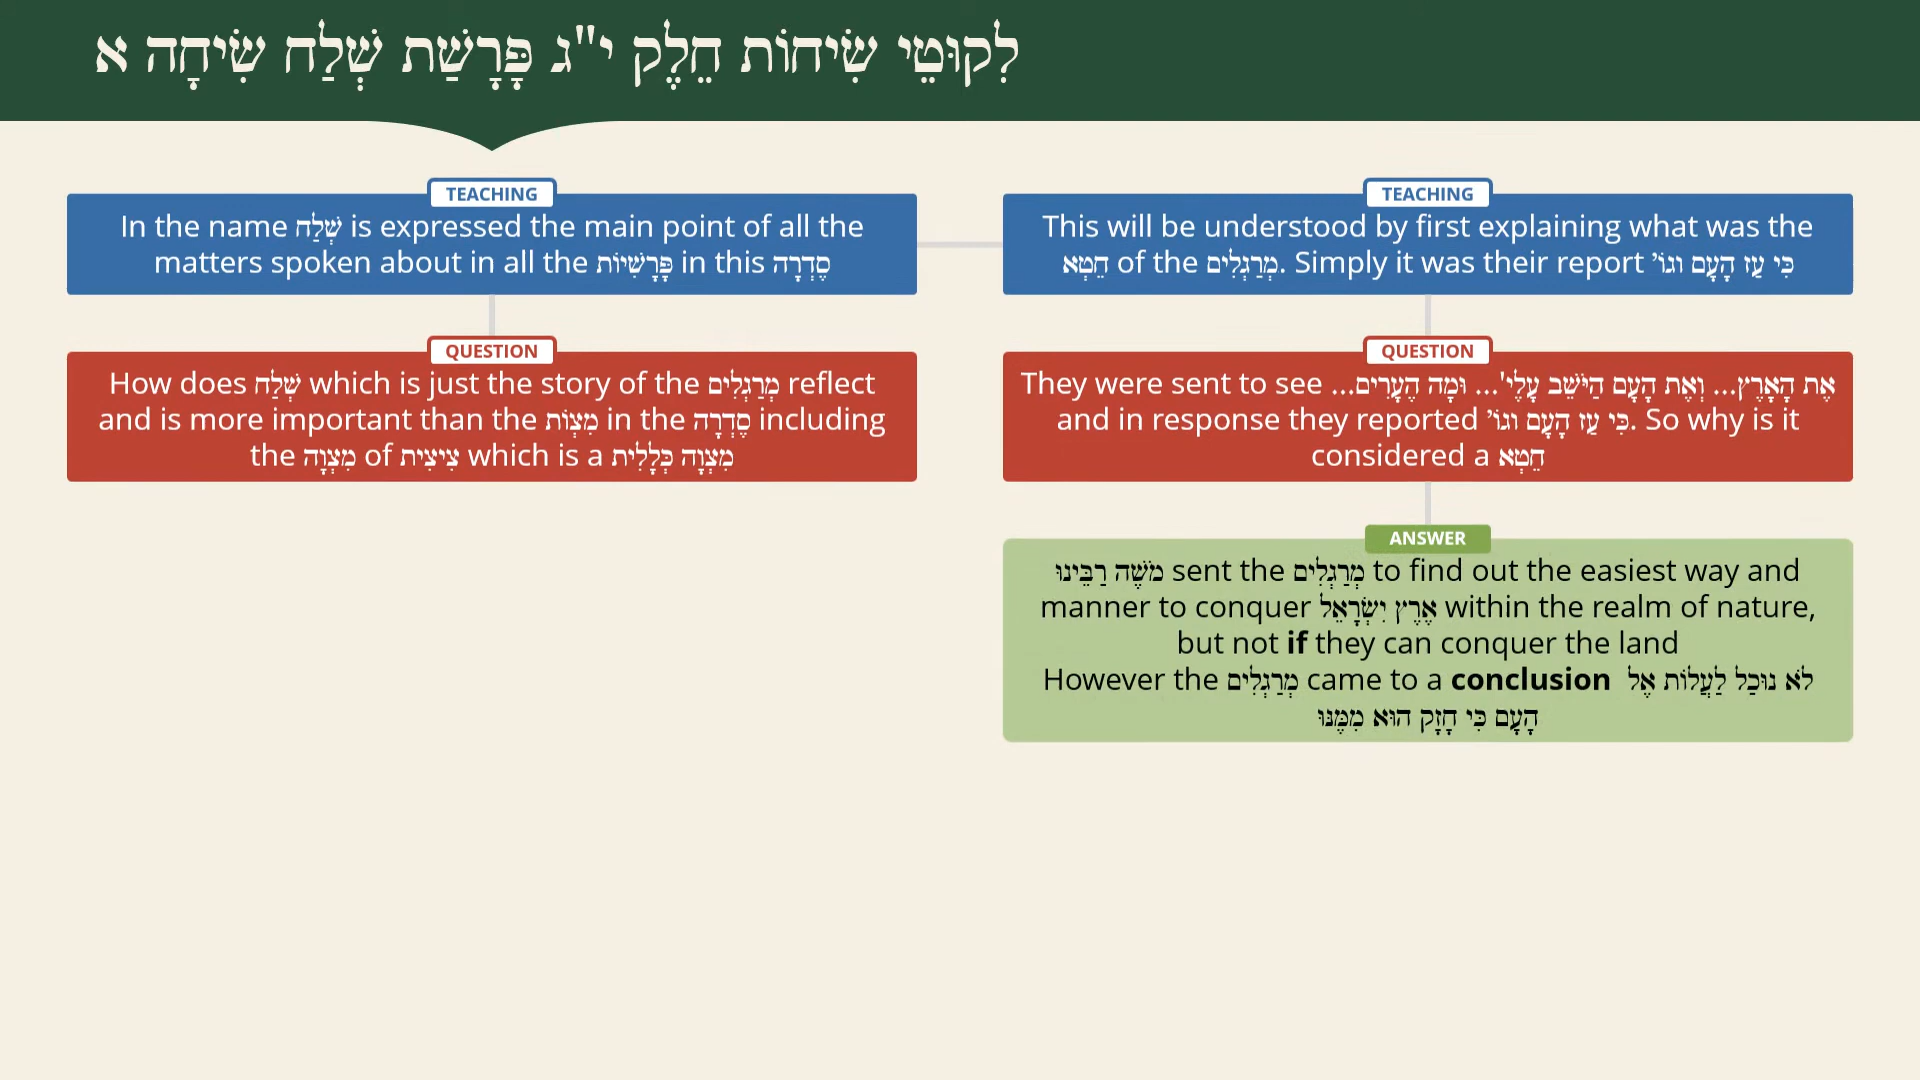 לִקוּטֵי שִׂיחוֹת חֵלֶק י"ג פָּרָשַׁת שְׁלַח שִׂיחָה א
TEACHING
In the name שְׁלַח is expressed the main point of all the
matters spoken about in all the פָּרָשִׁיוֹת in this סֶדְרָה
QUESTION
How does שְׁלַח which is just the story of the מְרַגְלִים reflect
and is more important than the מִצְוֹת in the סֶדְרָה including
the מִצְוָה of צִיצִית which is a מִצְוָה כְּלָלִית
TEACHING
This will be understood by first explaining what was the
חֵטְא of the מְרַגְלִים. Simply it was their report כִּי עַז הָעָם וגו'
QUESTION
They were sent to see אֶת הָאָרֶץ... וְאֶת הָעָם הַיֹּשֵׁב עָלֶי'... וּמָה הֶעָרִים...
and in response they reported כִּי עַז הָעָם וגו'. So why is it
considered a חֵטְא
ANSWER
מֹשֶׁה רַבֵּינוּ sent the מְרַגְלִים to find out the easiest way and
manner to conquer אֶרֶץ יִשְׂרָאֵל within the realm of nature,
but not if they can conquer the land
However the מְרַגְלִים came to a conclusion לֹא נוּכַל לַעֲלוֹת אֶל
הָעָם כִּי חָזָק הוּא מִמֶּנּוּ